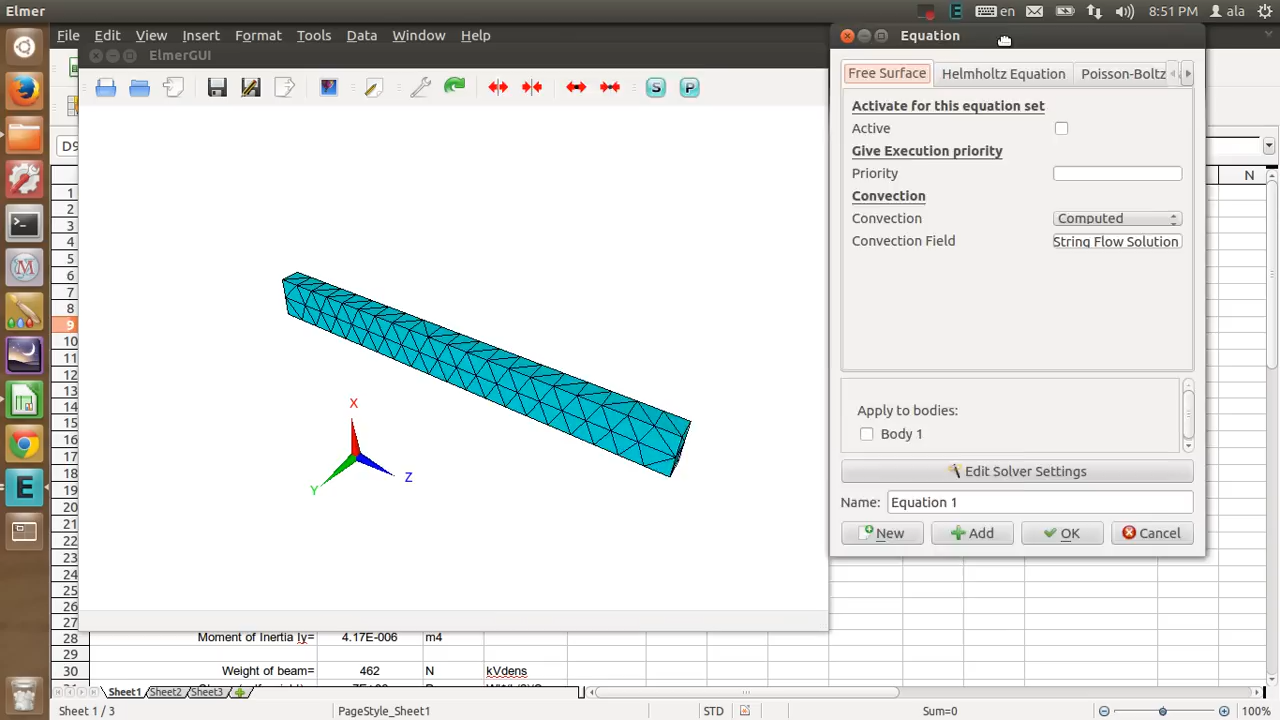 Elmer
en
8:51 PM
ala
File Edit View Insert Format Tools Data Window Help
ElmerGUI
S
P
Equation
Free Surface
Helmholtz Equation
Poisson-Boltz
Activate for this equation set
Active
Give Execution priority
Priority
Convection
Convection
Computed
Convection Field
String Flow Solution
Apply to bodies:
Body 1
Edit Solver Settings
Name: Equation 1
New
Add
OK
Cancel
X
Y
Z
N
1
2
3
4
5
6
7
8
9
10
11
12
13
14
15
16
17
18
19
20
21
22
23
24
25
26
27
28 Moment of Inertia Iy= 4.17E-006 m4
29
30 Weight of beam= 462 N kVdens
Sheet1 Sheet2 Sheet3
Sheet 1 / 3 PageStyle_Sheet1 STD Sum=0 100%